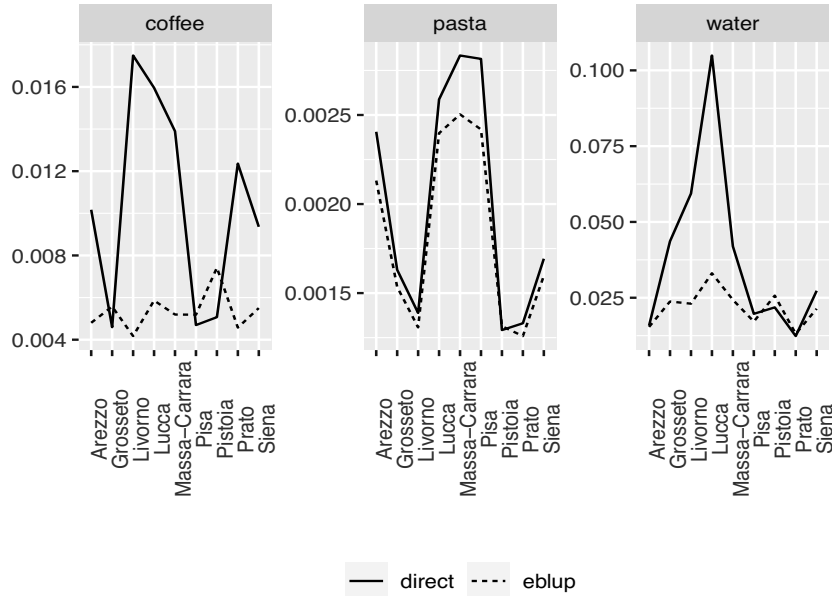 coffee
0.016
0.012
0.008
0.004
Arezzo
Grosseto
Livorno
Lucca
Massa−Carrara
Pisa
Pistoia
Prato
Siena
pasta
0.0025
0.0020
0.0015
Arezzo
Grosseto
Livorno
Lucca
Massa−Carrara
Pisa
Pistoia
Prato
Siena
water
0.100
0.075
0.050
0.025
Arezzo
Grosseto
Livorno
Lucca
Massa−Carrara
Pisa
Pistoia
Prato
Siena
direct eblup